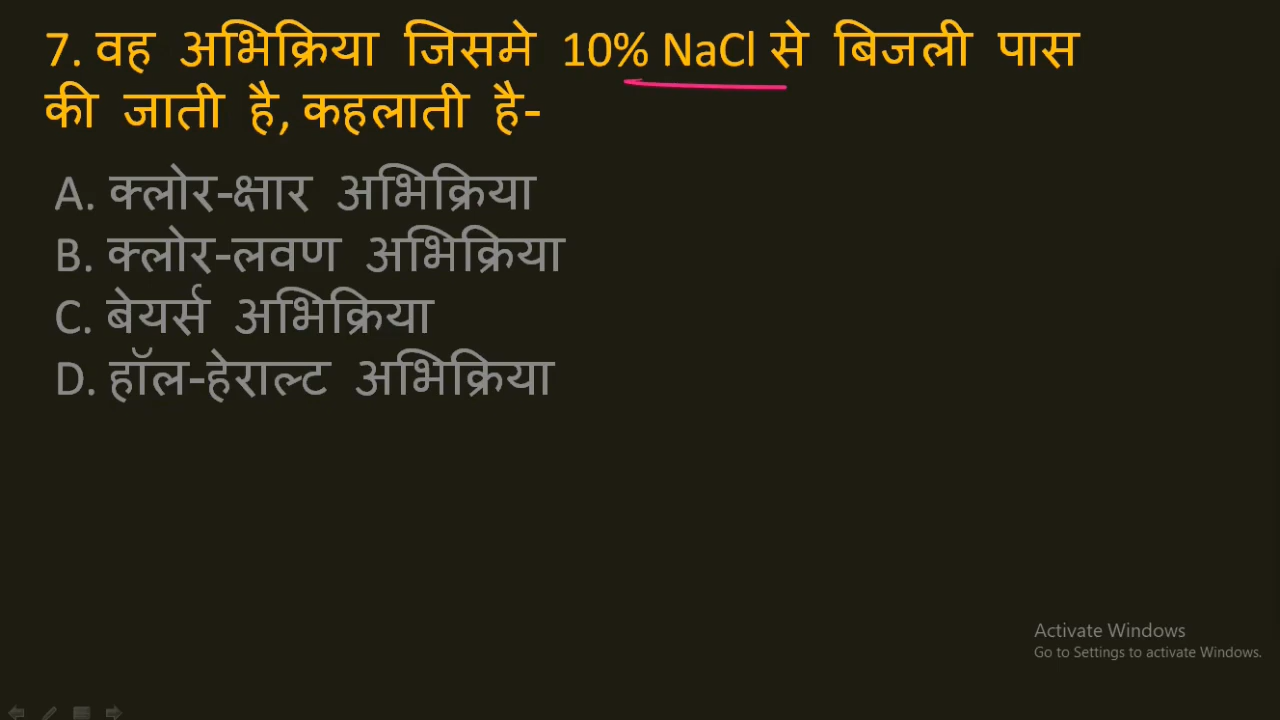 7. वह अभिक्रिया जिसमे 10% NaCl से बिजली पास
की जाती है, कहलाती है-
A. क्लोर-क्षार अभिक्रिया
B. क्लोर-लवण अभिक्रिया
C. बेयर्स अभिक्रिया
D. हॉल-हेराल्ट अभिक्रिया
Activate Windows
Go to Settings to activate Windows.